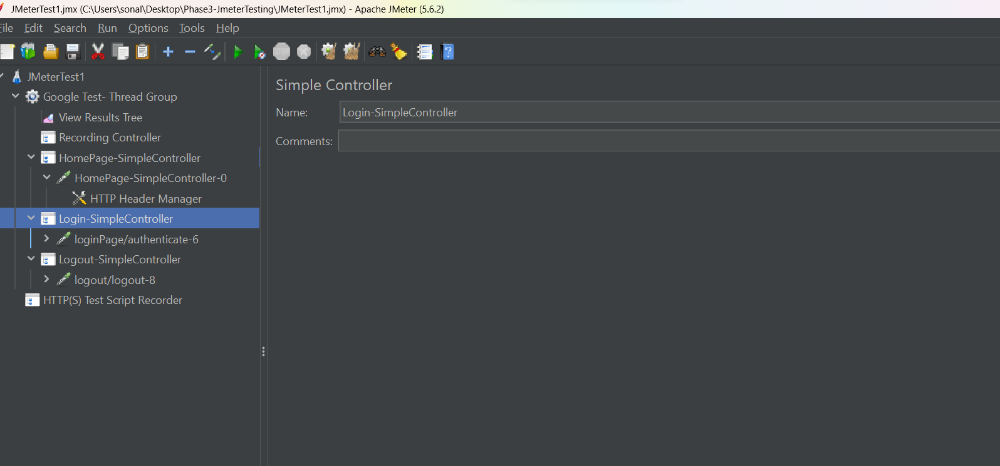 JMeterTest1.jmx (C:\Users\sonal\Desktop\Phase3-JmeterTesting\JMeterTest1.jmx) - Apache JMeter (5.6.2)
File Edit Search Run Options Tools Help
STOP
JMeterTest1
Google Test- Thread Group
View Results Tree
Recording Controller
HomePage-SimpleController
HomePage-SimpleController-0
HTTP Header Manager
Login-SimpleController
loginPage/authenticate-6
Logout-SimpleController
logout/logout-8
HTTP(S) Test Script Recorder
Simple Controller
Name: Login-SimpleController
Comments: